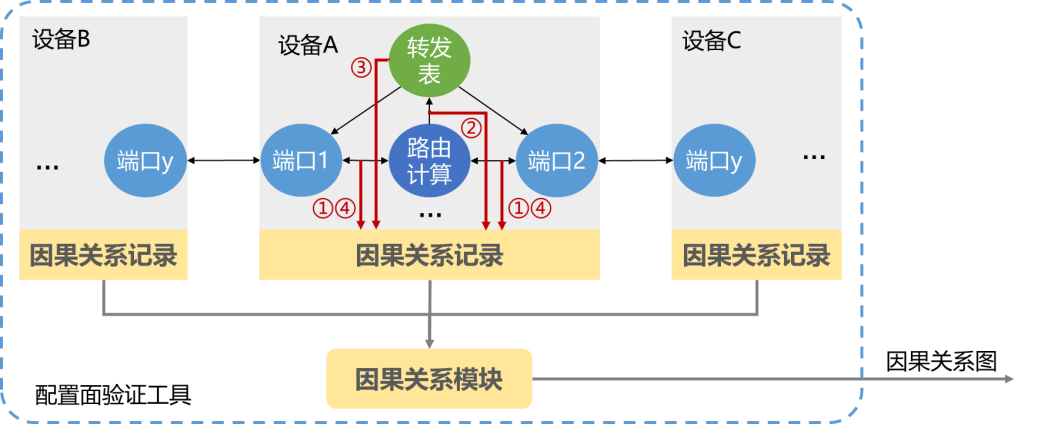 设备B
设备A
设备C
转发
表
③
②
端口y
端口1
路由
计算
端口2
端口y
...
...
①④
...
①④
因果关系记录
因果关系记录
因果关系记录
因果关系模块
因果关系图
配置面验证工具